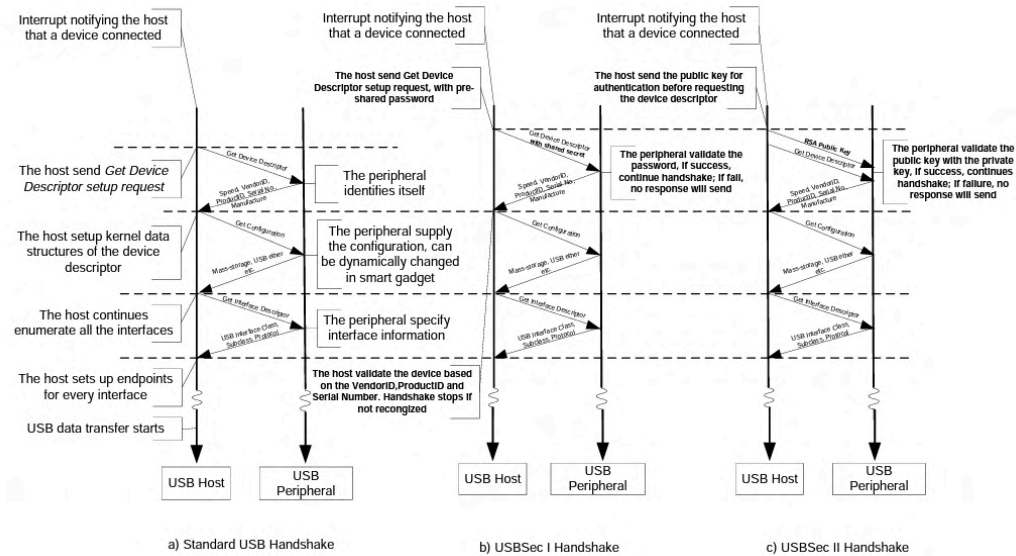 Interrupt notifying the host
that a device connected
The host send Get Device
Descriptor setup request
The host setup kernel data
structures of the device
descriptor
The host continues
enumerate all the interfaces
The host sets up endpoints
for every interface
USB data transfer starts
Get Device Descriptor
Speed, VendorID,
ProductID, Serial No.
Manufacture
Get Configuration
Mass-storage, USB ether
etc
Get Interface Descriptor
USB Interface Class,
Subclass, Protocol
The peripheral
identifies itself
The peripheral supply
the configuration, can
be dynamically changed
in smart gadget
The peripheral specify
interface information
USB Host
USB
Peripheral
a) Standard USB Handshake
Interrupt notifying the host
that a device connected
The host send Get Device
Descriptor setup request, with pre-
shared password
Get Device Descriptor
with shared secret
Speed, VendorID,
ProductID, Serial No.
Manufacture
Get Configuration
Mass-storage, USB ether
etc
Get Interface Descriptor
USB Interface Class,
Subclass, Protocol
The peripheral validate the
password, if success,
continue handshake; if fail,
no response will send
The host validate the device based
on the VendorID,ProductID and
Serial Number. Handshake stops if
not recongized
USB Host
USB
Peripheral
b) USBSec I Handshake
Interrupt notifying the host
that a device connected
The host send the public key for
authentication before requesting
the device descriptor
RSA Public Key
Get Device Descriptor
Speed, VendorID,
ProductID, Serial No.
Manufacture
Get Configuration
Mass-storage, USB ether
etc
Get Interface Descriptor
USB Interface Class,
Subclass, Protocol
The peripheral validate the
public key with the private
key, if success, continues
handshake; if failure, no
response will send
USB Host
USB
Peripheral
c) USBSec II Handshake